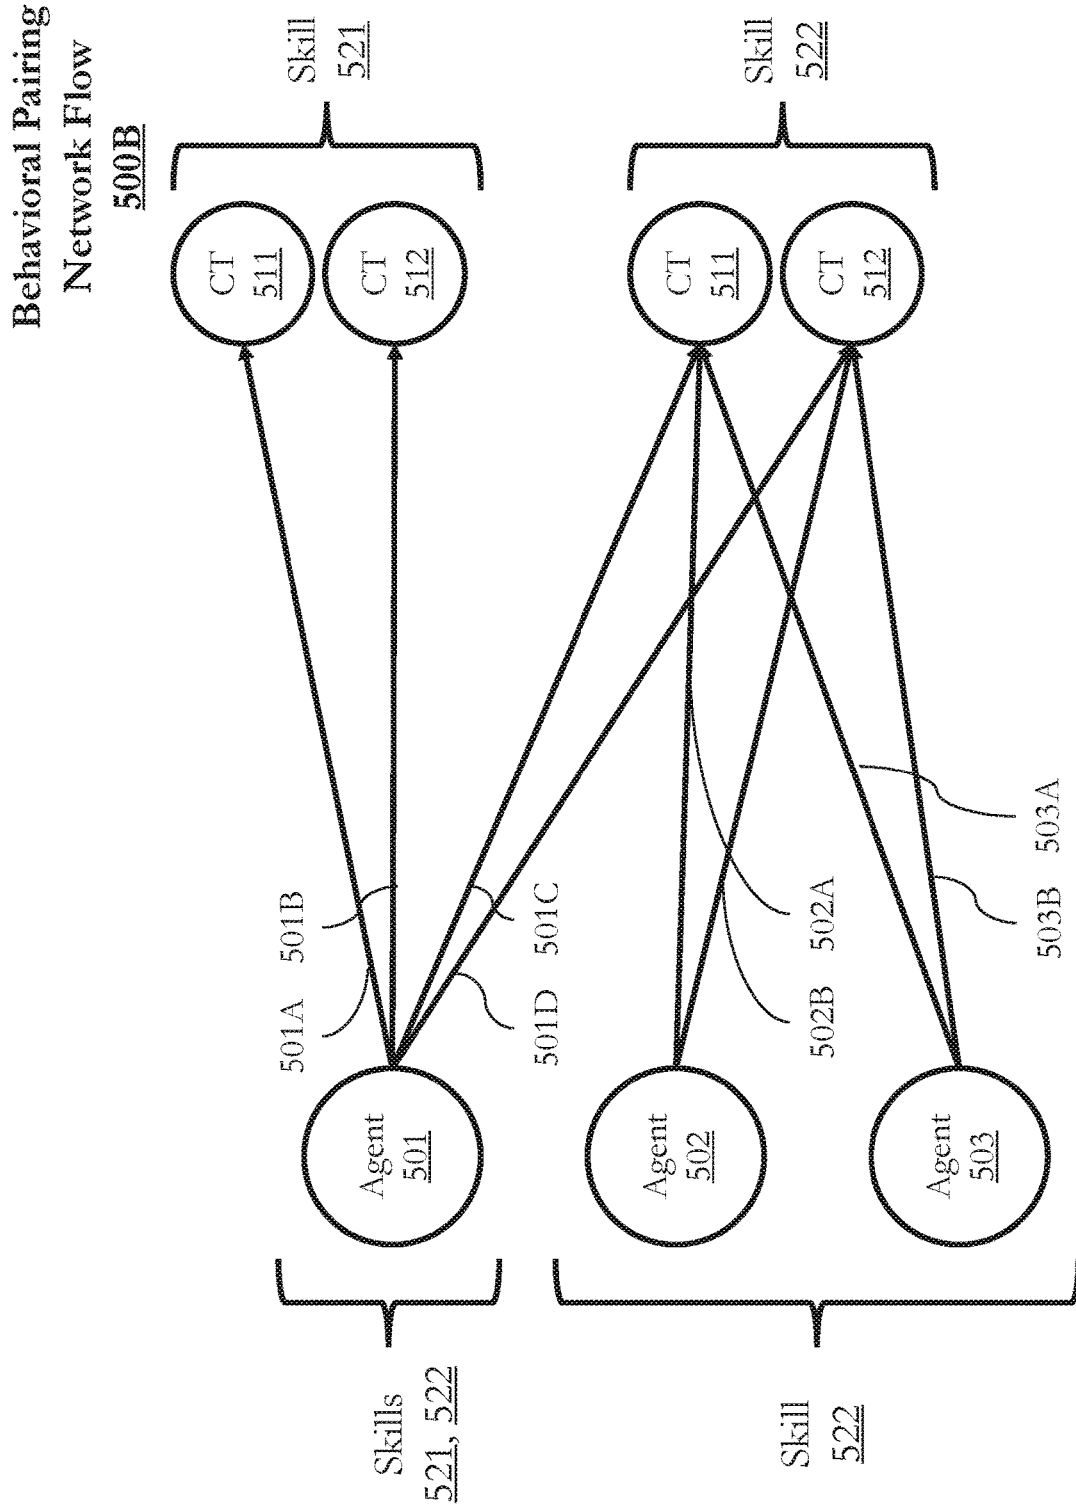 Behavioral Pairing
Network Flow
500B
Skills
521, 522
Skill
522
Agent
501
Agent
502
Agent
503
501A
501B
501D
501C
502B
502A
503B
503A
CT
511
CT
512
CT
511
CT
512
Skill
521
Skill
522